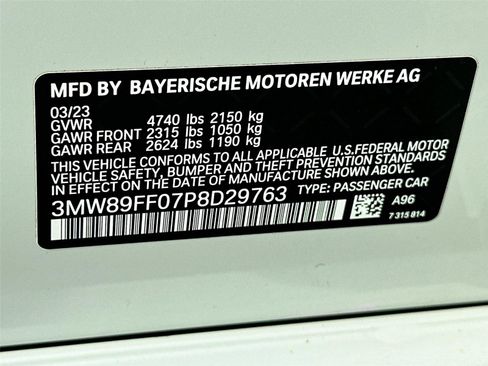 MFD BY BAYERISCHE MOTOREN WERKE AG
03/23
GVWR 4740 lbs 2150 kg
GAWR FRONT 2315 lbs 1050 kg
GAWR REAR 2624 lbs 1190 kg
THIS VEHICLE CONFORMS TO ALL APPLICABLE U.S.FEDERAL MOTOR
VEHICLE SAFETY, BUMPER AND THEFT PREVENTION STANDARDS
IN EFFECT ON THE DATE OF MANUFACTURE SHOWN ABOVE.
3MW89FF07P8D29763 TYPE: PASSENGER CAR
A96
7 315 814